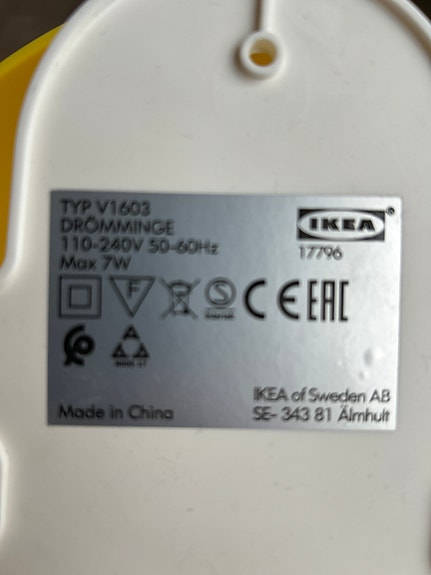 TYP V1603
DRÖMMINGE
110-240V 50-60Hz
Max 7W
IKEA®
17796
F
S
CE EAC
Made in China
IKEA of Sweden AB
SE- 343 81 Älmhult